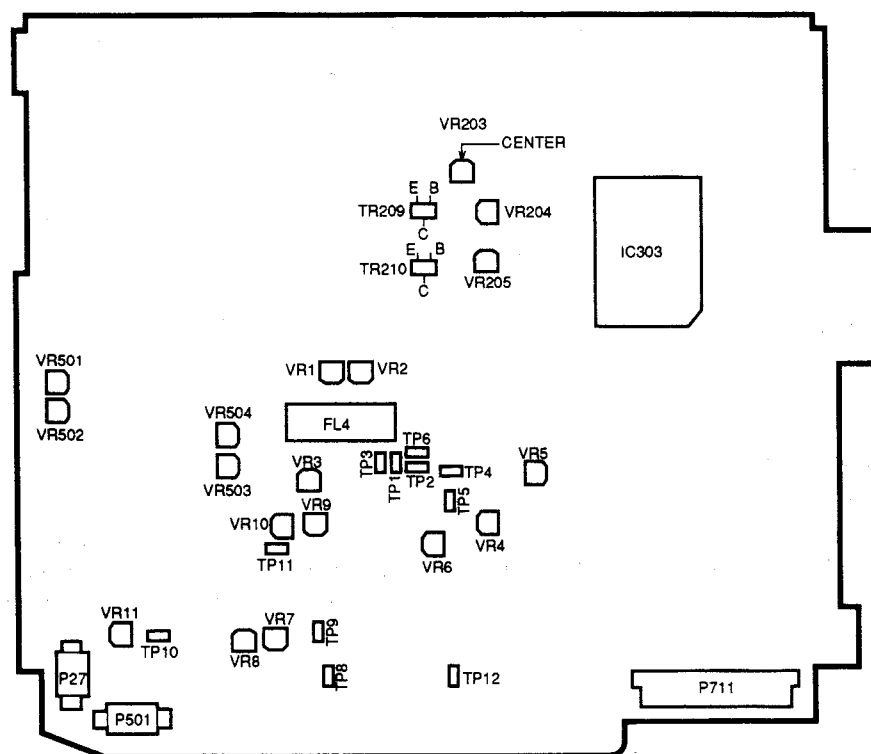 VR203
CENTER
E B
TR209
VR204
C
E B
TR210
C
VR205
IC303
VR501
VR502
VR1
VR2
VR504
FL4
VR503
TP6
TP3
TP1
TP2
TP4
TP5
VR5
VR3
VR9
VR10
TP11
VR4
VR6
VR11
TP10
VR7
VR8
TP9
TP8
TP12
P27
P501
P711